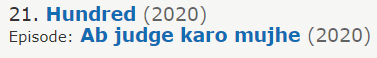 21. Hundred (2020)
Episode: Ab judge karo mujhe (2020)